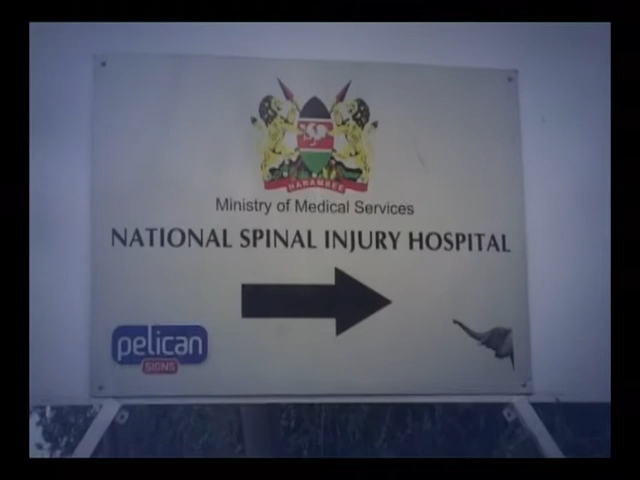 HARAMBEE
Ministry of Medical Services
NATIONAL SPINAL INJURY HOSPITAL
pelican
SIGNS